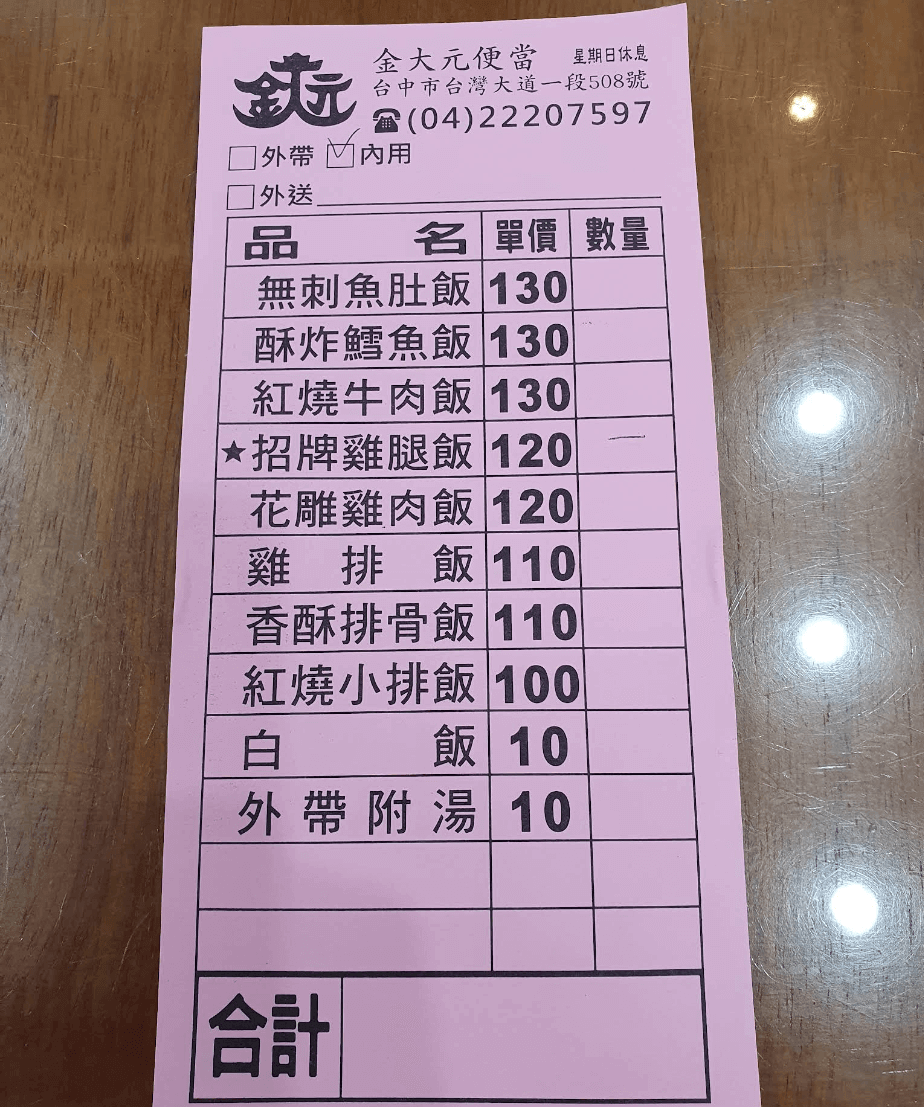 金大元
金大元便當 星期日休息
台中市台灣大道一段508號
☎(04)22207597
□外帶 ☑內用
□外送
品名 單價 數量
無刺魚肚飯 130
酥炸鱈魚飯 130
紅燒牛肉飯 130
★招牌雞腿飯 120 一
花雕雞肉飯 120
雞排飯 110
香酥排骨飯 110
紅燒小排飯 100
白飯 10
外帶附湯 10
合計